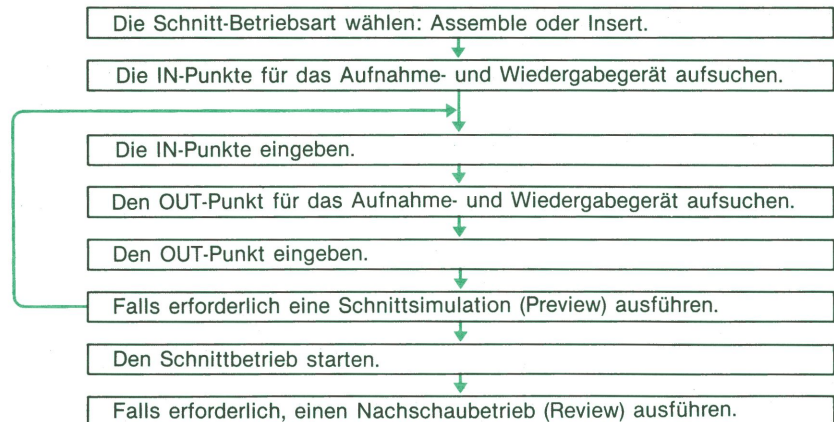 Die Schnitt-Betriebsart wählen: Assemble oder Insert.
Die IN-Punkte für das Aufnahme- und Wiedergabegerät aufsuchen.
Die IN-Punkte eingeben.
Den OUT-Punkt für das Aufnahme- und Wiedergabegerät aufsuchen.
Den OUT-Punkt eingeben.
Falls erforderlich eine Schnittsimulation (Preview) ausführen.
Den Schnittbetrieb starten.
Falls erforderlich, einen Nachschaubetrieb (Review) ausführen.